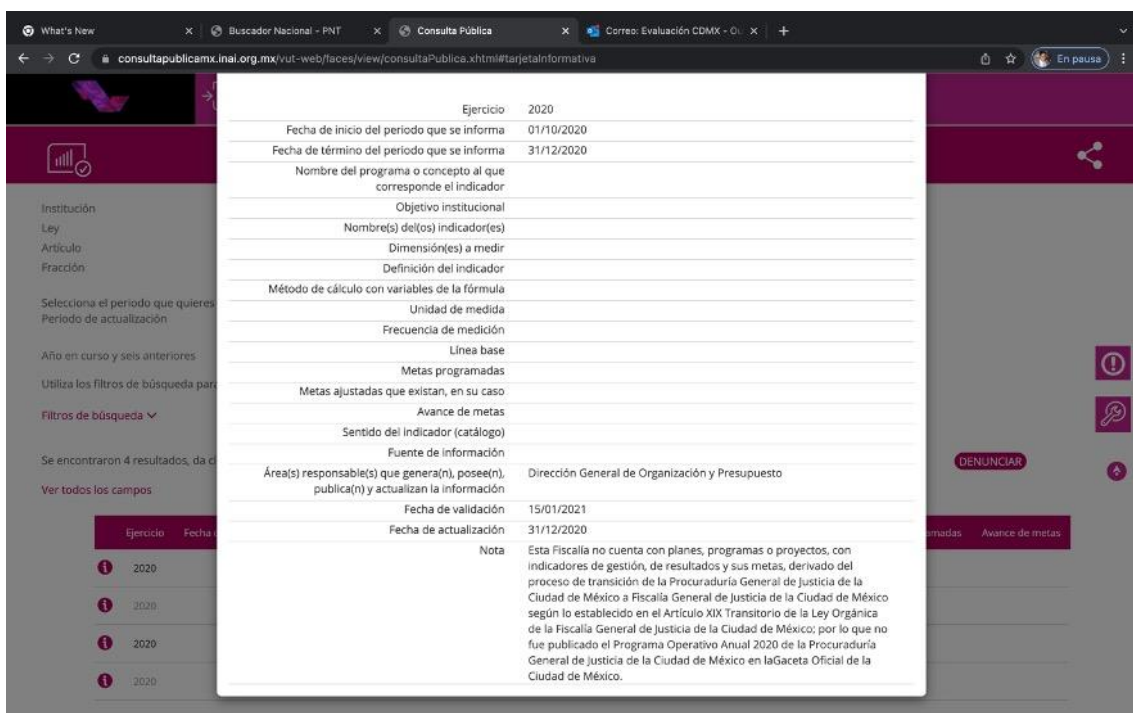 What's New
Buscador Nacional - PNT
Consulta Pública
Correo: Evaluación CDMX - Ou
consultapublicamx.inai.org.mx/vut-web/faces/view/consultaPublica.xhtml#tarjetaInformativa
En pausa
Ejercicio 2020
Fecha de inicio del periodo que se informa 01/10/2020
Fecha de término del periodo que se informa 31/12/2020
Nombre del programa o concepto al que
corresponde el indicador
Objetivo institucional
Nombre(s) del(os) indicador(es)
Dimensión(es) a medir
Definición del indicador
Método de cálculo con variables de la fórmula
Unidad de medida
Frecuencia de medición
Línea base
Metas programadas
Metas ajustadas que existan, en su caso
Avance de metas
Sentido del indicador (catálogo)
Fuente de información
Área(s) responsable(s) que genera(n), posee(n),
publica(n) y actualizan la información
Dirección General de Organización y Presupuesto
Fecha de validación 15/01/2021
Fecha de actualización 31/12/2020
Nota
Esta Fiscalía no cuenta con planes, programas o proyectos, con
indicadores de gestión, de resultados y sus metas, derivado del
proceso de transición de la Procuraduría General de Justicia de la
Ciudad de México a Fiscalía General de Justicia de la Ciudad de México
según lo establecido en el Artículo XIX Transitorio de la Ley Orgánica
de la Fiscalía General de Justicia de la Ciudad de México; por lo que no
fue publicado el Programa Operativo Anual 2020 de la Procuraduría
General de Justicia de la Ciudad de México en laGaceta Oficial de la
Ciudad de México.
Institución
Ley
Artículo
Fracción
Selecciona el periodo que quieres
Periodo de actualización
Año en curso y seis anteriores
Utiliza los filtros de búsqueda para
Filtros de búsqueda
Se encontraron 4 resultados, da cl
DENUNCIAR
Ver todos los campos
Ejercicio Fecha d amadas Avance de metas
2020
2020
2020
2020